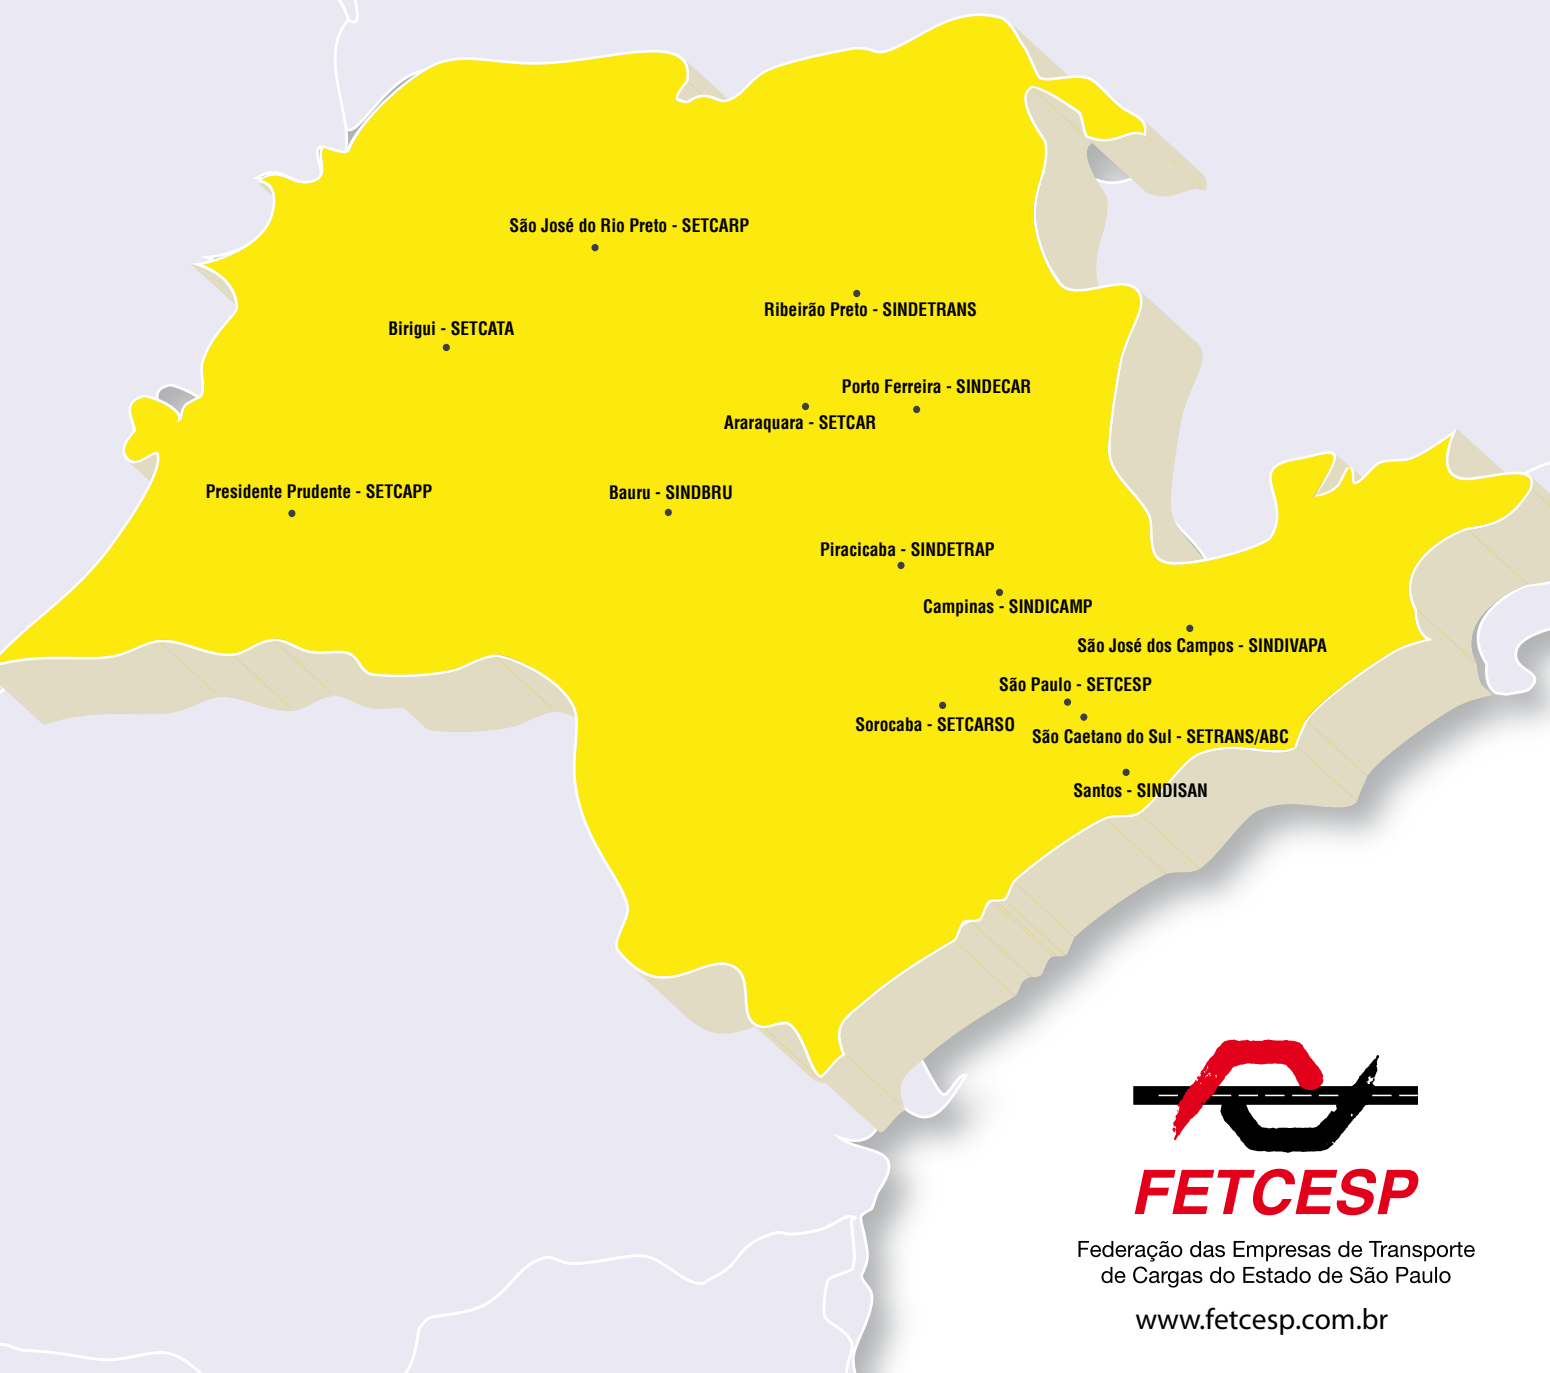 São José do Rio Preto - SETCARP
Ribeirão Preto - SINDETRANS
Birigui - SETCATA
Porto Ferreira - SINDECAR
Araraquara - SETCAR
Presidente Prudente - SETCAPP
Bauru - SINDBRU
Piracicaba - SINDETRAP
Campinas - SINDICAMP
São José dos Campos - SINDIVAPA
São Paulo - SETCESP
Sorocaba - SETCARSO
São Caetano do Sul - SETRANS/ABC
Santos - SINDISAN
FETCESP
Federação das Empresas de Transporte
de Cargas do Estado de São Paulo
www.fetcesp.com.br